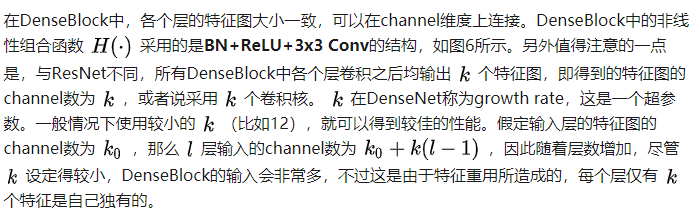 在DenseBlock中，各个层的特征图大小一致，可以在channel维度上连接。DenseBlock中的非线
性组合函数 H(·) 采用的是BN+ReLU+3x3 Conv的结构，如图6所示。另外值得注意的一点
是，与ResNet不同，所有DenseBlock中各个层卷积之后均输出 k 个特征图，即得到的特征图的
channel数为 k ，或者说采用 k 个卷积核。 k 在DenseNet称为growth rate，这是一个超参
数。一般情况下使用较小的 k （比如12），就可以得到较佳的性能。假定输入层的特征图的
channel数为 k₀ ，那么 l 层输入的channel数为 k₀ + k(l − 1) ，因此随着层数增加，尽管
k 设定得较小，DenseBlock的输入会非常多，不过这是由于特征重用所造成的，每个层仅有 k
个特征是自己独有的。